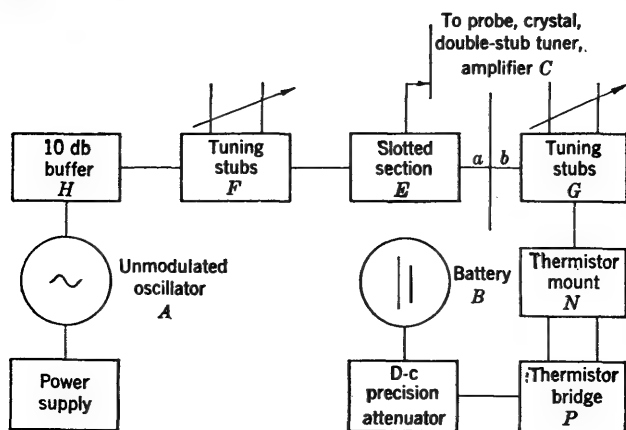 To probe, crystal,
double-stub tuner,
amplifier C
10 db
buffer
H
Tuning
stubs
F
Slotted
section
E
a b
Tuning
stubs
G
Unmodulated
oscillator
A
Battery
B
Thermistor
mount
N
Power
supply
D-c
precision
attenuator
Thermistor
bridge
P